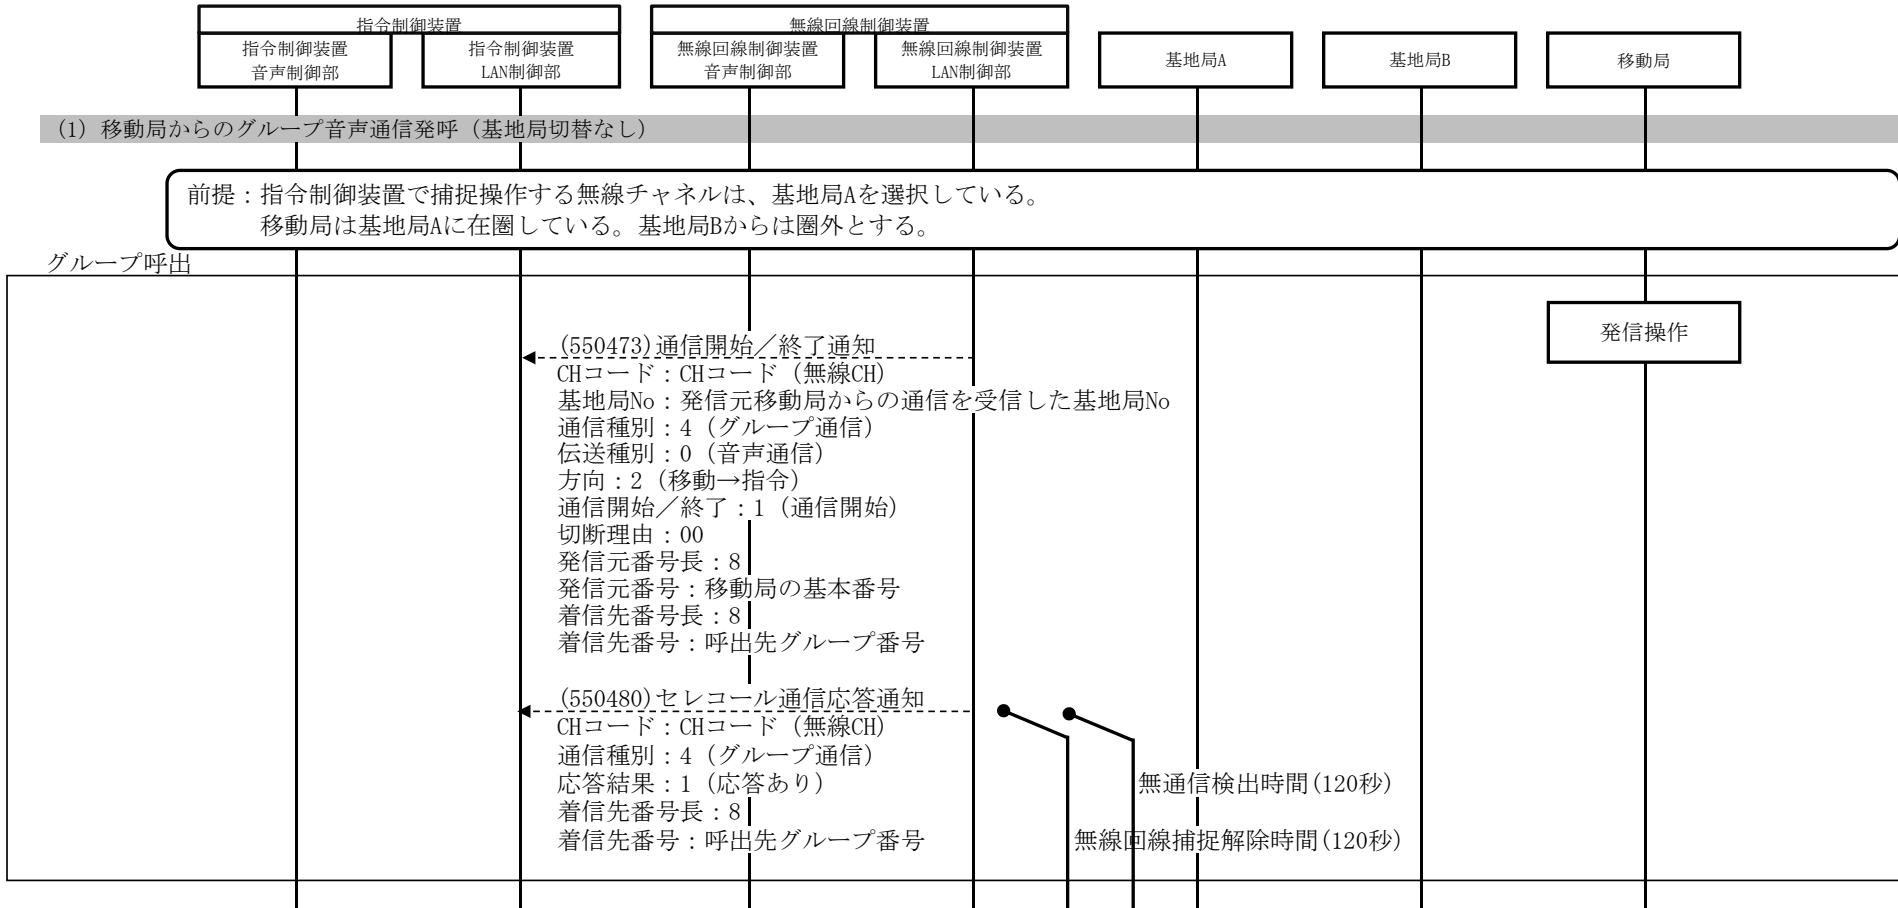 指令制御装置
無線回線制御装置
指令制御装置
音声制御部
指令制御装置
LAN制御部
無線回線制御装置
音声制御部
無線回線制御装置
LAN制御部
基地局A
基地局B
移動局
(1) 移動局からのグループ音声通信発呼（基地局切替なし）
前提：指令制御装置で捕捉操作する無線チャネルは、基地局Aを選択している。
移動局は基地局Aに在圏している。基地局Bからは圏外とする。
グループ呼出
発信操作
(550473)通信開始／終了通知
CHコード：CHコード（無線CH）
基地局No：発信元移動局からの通信を受信した基地局No
通信種別：4（グループ通信）
伝送種別：0（音声通信）
方向：2（移動→指令）
通信開始／終了：1（通信開始）
切断理由：00
発信元番号長：8
発信元番号：移動局の基本番号
着信先番号長：8
着信先番号：呼出先グループ番号
(550480)セレコール通信応答通知
CHコード：CHコード（無線CH）
通信種別：4（グループ通信）
応答結果：1（応答あり）
着信先番号長：8
着信先番号：呼出先グループ番号
無通信検出時間(120秒)
無線回線捕捉解除時間(120秒)